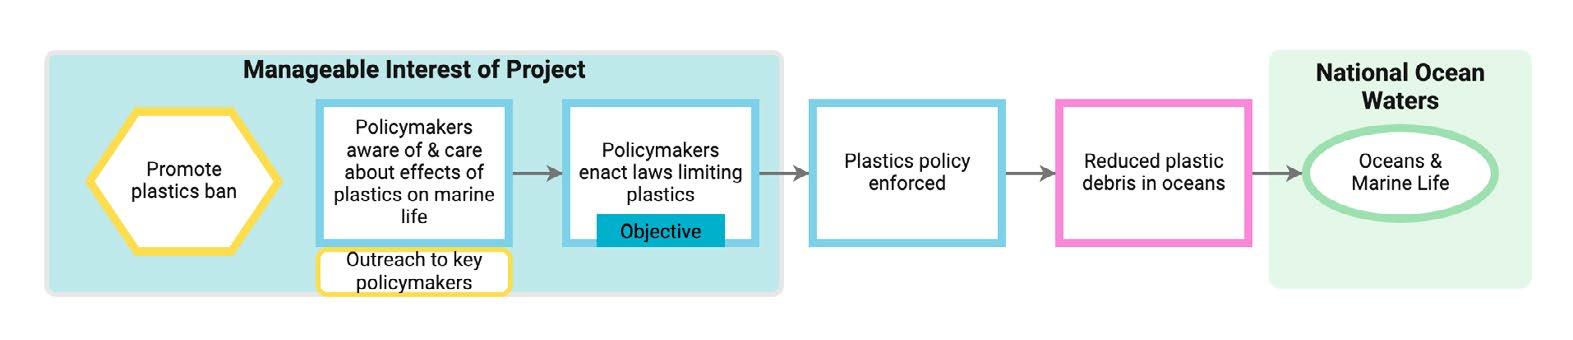 Manageable Interest of Project
Promote
plastics ban
Policymakers
aware of & care
about effects of
plastics on marine
life
Outreach to key
policymakers
Policymakers
enact laws limiting
plastics
Objective
Plastics policy
enforced
Reduced plastic
debris in oceans
National Ocean
Waters
Oceans &
Marine Life